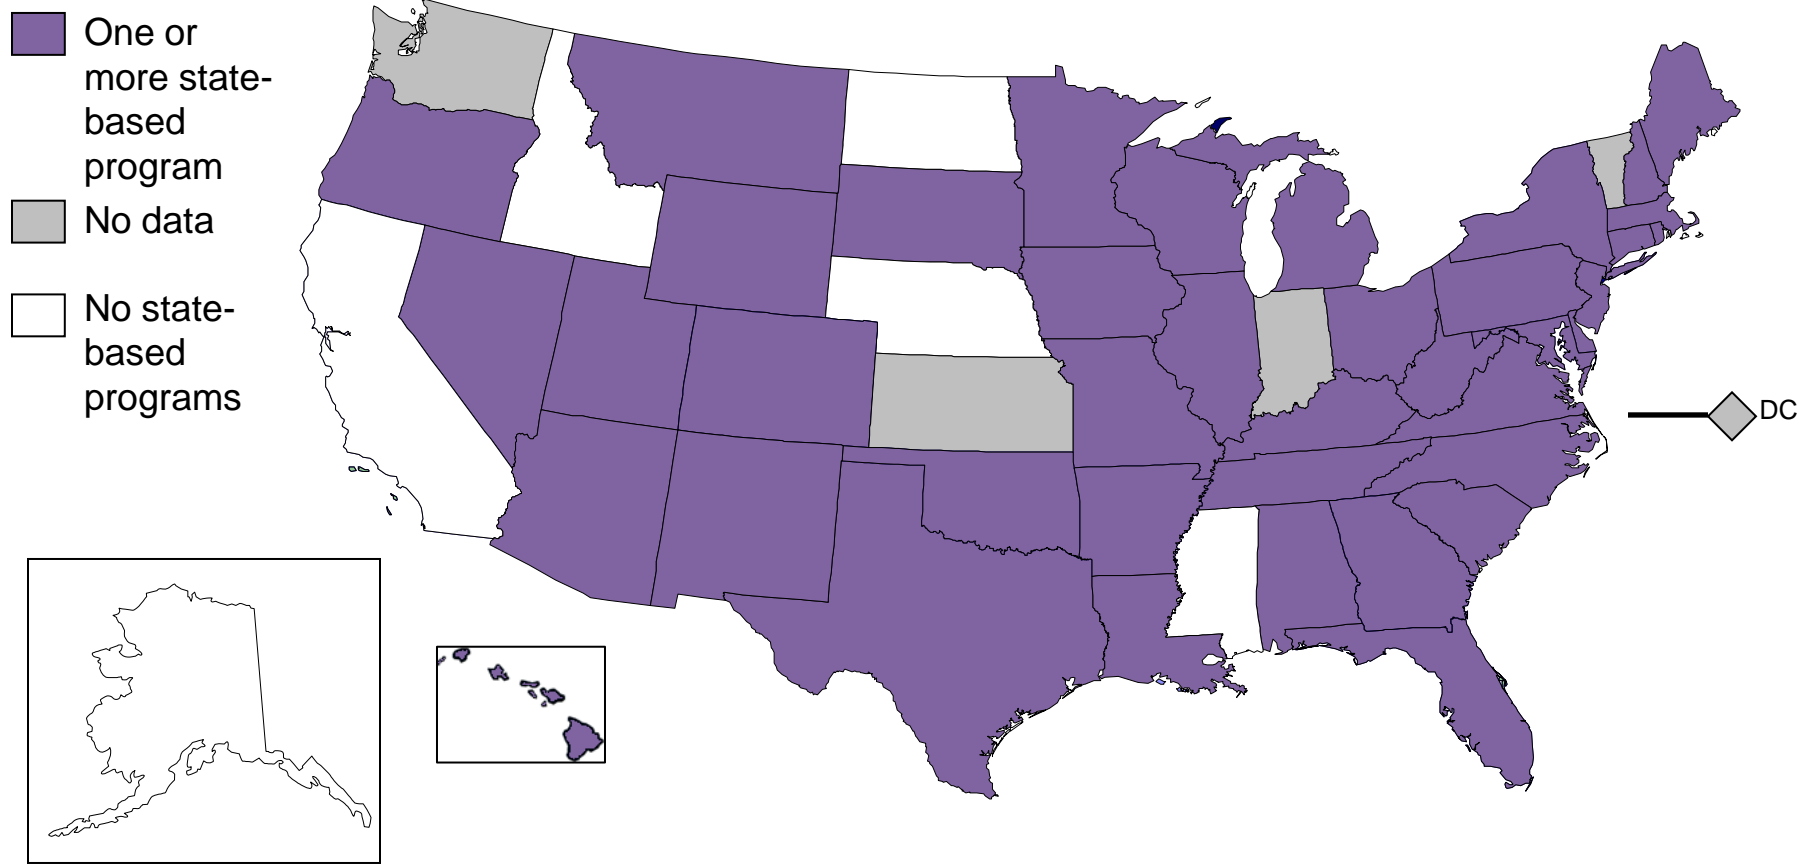 One or
more state-
based
program
No data
No state-
based
programs
DC